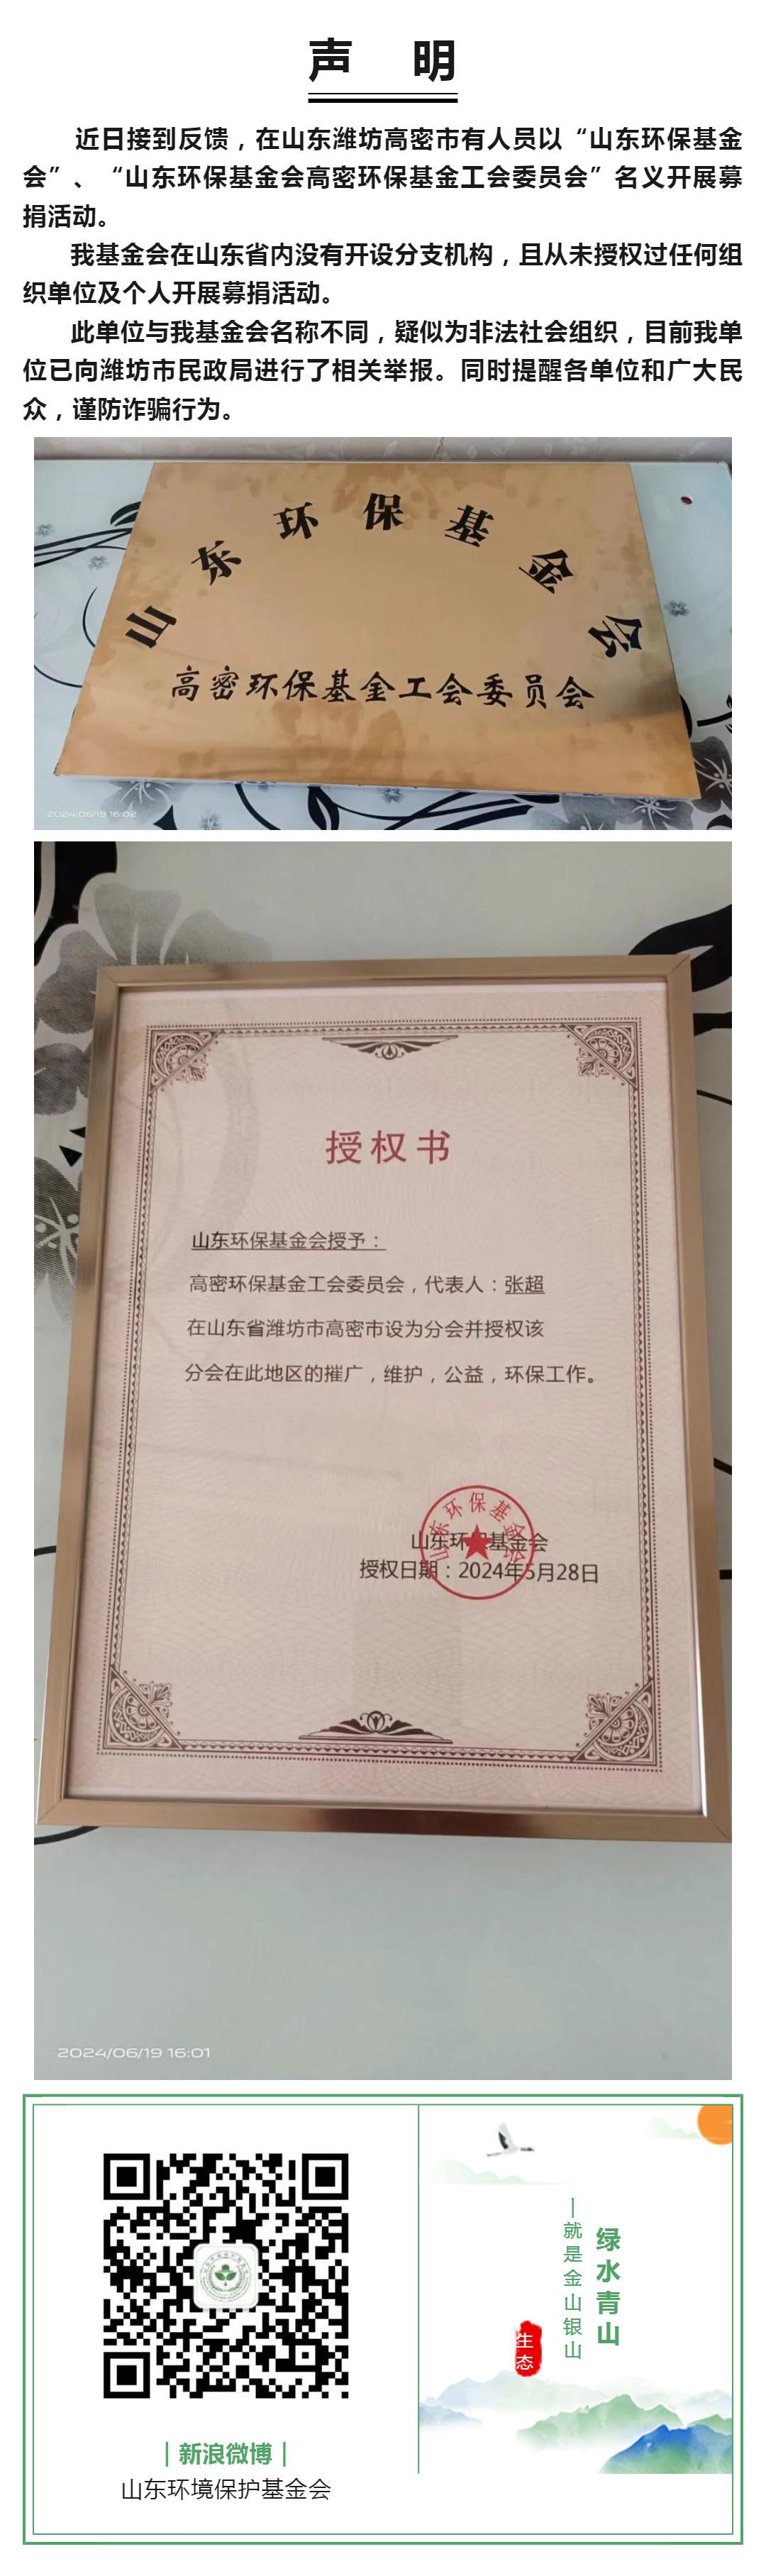 声 明
近日接到反馈，在山东潍坊高密市有人员以“山东环保基金
会”、“山东环保基金会高密环保基金工会委员会”名义开展募
捐活动。
我基金会在山东省内没有开设分支机构，且从未授权过任何组
织单位及个人开展募捐活动。
此单位与我基金会名称不同，疑似为非法社会组织，目前我单
位已向潍坊市民政局进行了相关举报。同时提醒各单位和广大民
众，谨防诈骗行为。
山东环保基金会
高密环保基金工会委员会
2024/06/19 16:02
授权书
山东环保基金会授予：
高密环保基金工会委员会，代表人：张超
在山东省潍坊市高密市设为分会并授权该
分会在此地区的摧广，维护，公益，环保工作。
山东环保基金会
山东环保基金会
授权日期：2024年5月28日
2024/06/19 16:01
绿水青山
—就是金山银山
生态
｜新浪微博｜
山东环境保护基金会